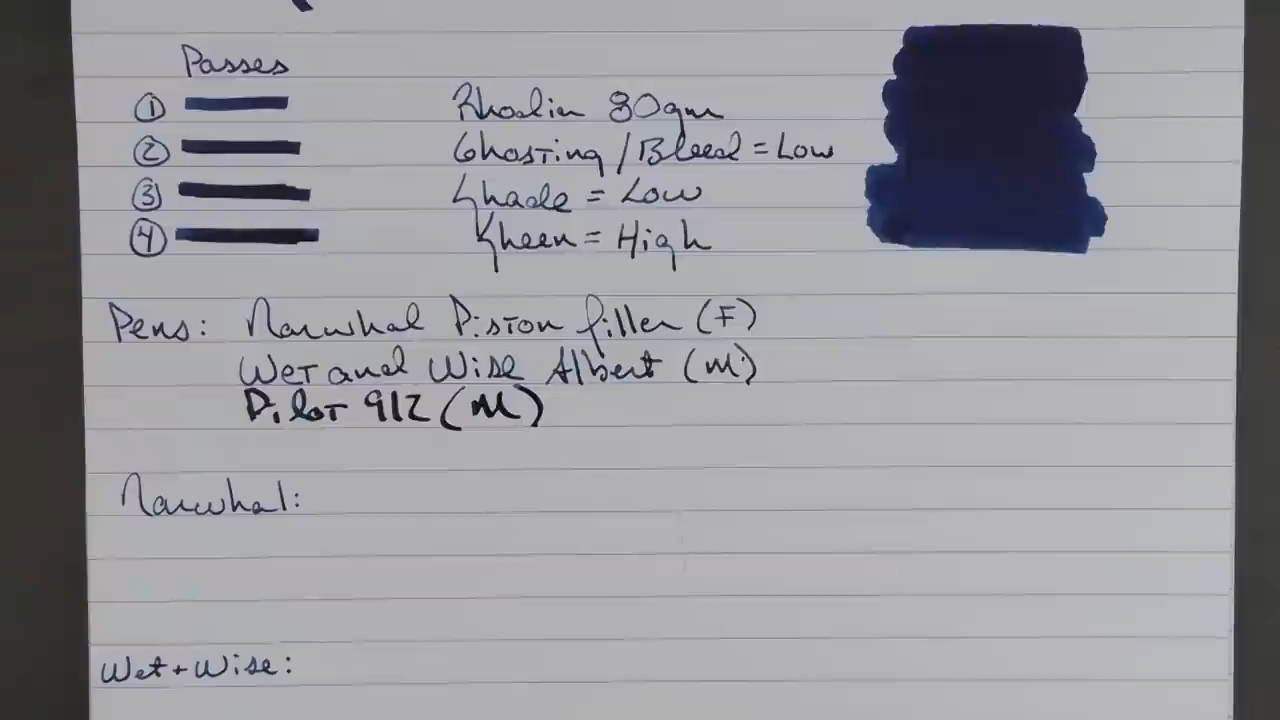 Passes
①
②
③
④
Rhodia 80gm
Ghosting / Bleed = Low
Shade = Low
Sheen = High
Pens: Narwhal Piston filler (F)
Wet and Wise Albert (M)
Pilot 912 (M)
Narwhal:
Wet + Wise: